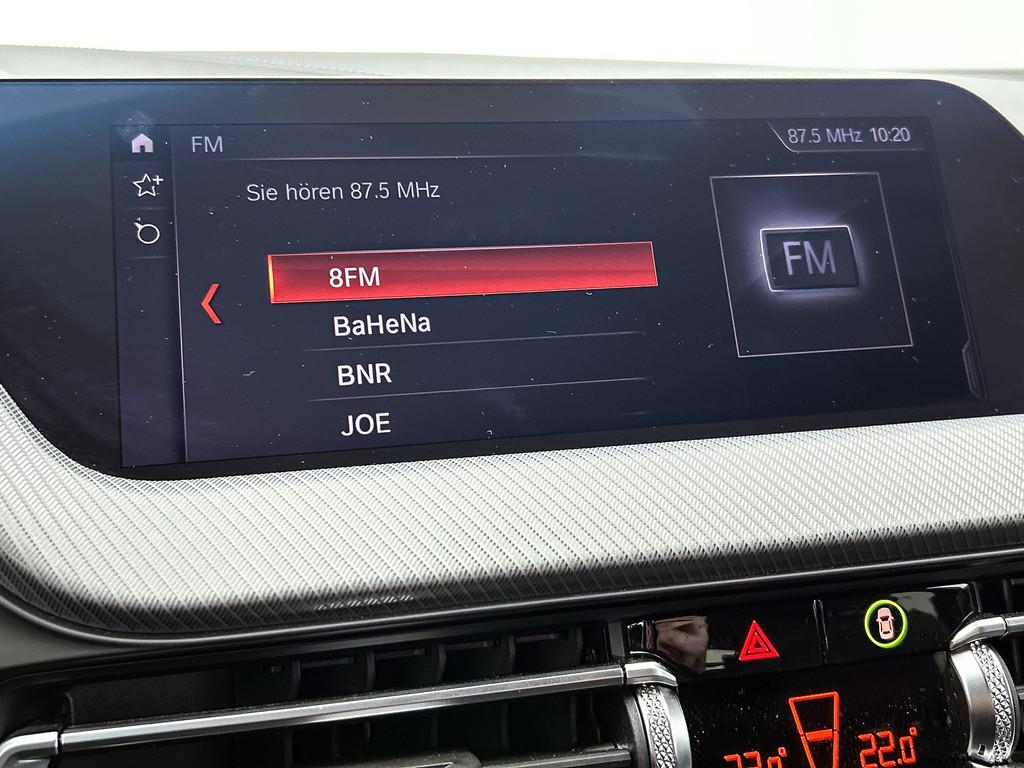 FM
87.5 MHz 10:20
Sie hören 87.5 MHz
8FM
FM
BaHeNa
BNR
JOE
22.0°